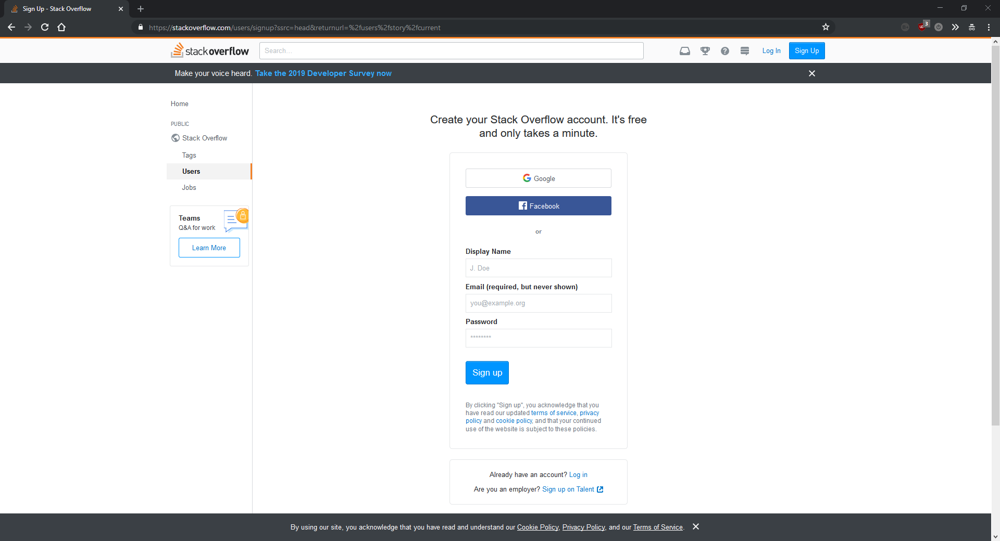 Sign Up - Stack Overflow
https://stackoverflow.com/users/signup?ssrc=head&returnurl=%2fusers%2fstory%2fcurrent
3
stackoverflow
Search…
Log In
Sign Up
Make your voice heard. Take the 2019 Developer Survey now
Home
PUBLIC
Stack Overflow
Tags
Users
Jobs
Teams
Q&A for work
Learn More
Create your Stack Overflow account. It's free
and only takes a minute.
Google
Facebook
or
Display Name
J. Doe
Email (required, but never shown)
you@example.org
Password
********
Sign up
By clicking "Sign up", you acknowledge that you
have read our updated terms of service, privacy
policy and cookie policy, and that your continued
use of the website is subject to these policies.
Already have an account? Log in
Are you an employer? Sign up on Talent
By using our site, you acknowledge that you have read and understand our Cookie Policy, Privacy Policy, and our Terms of Service.